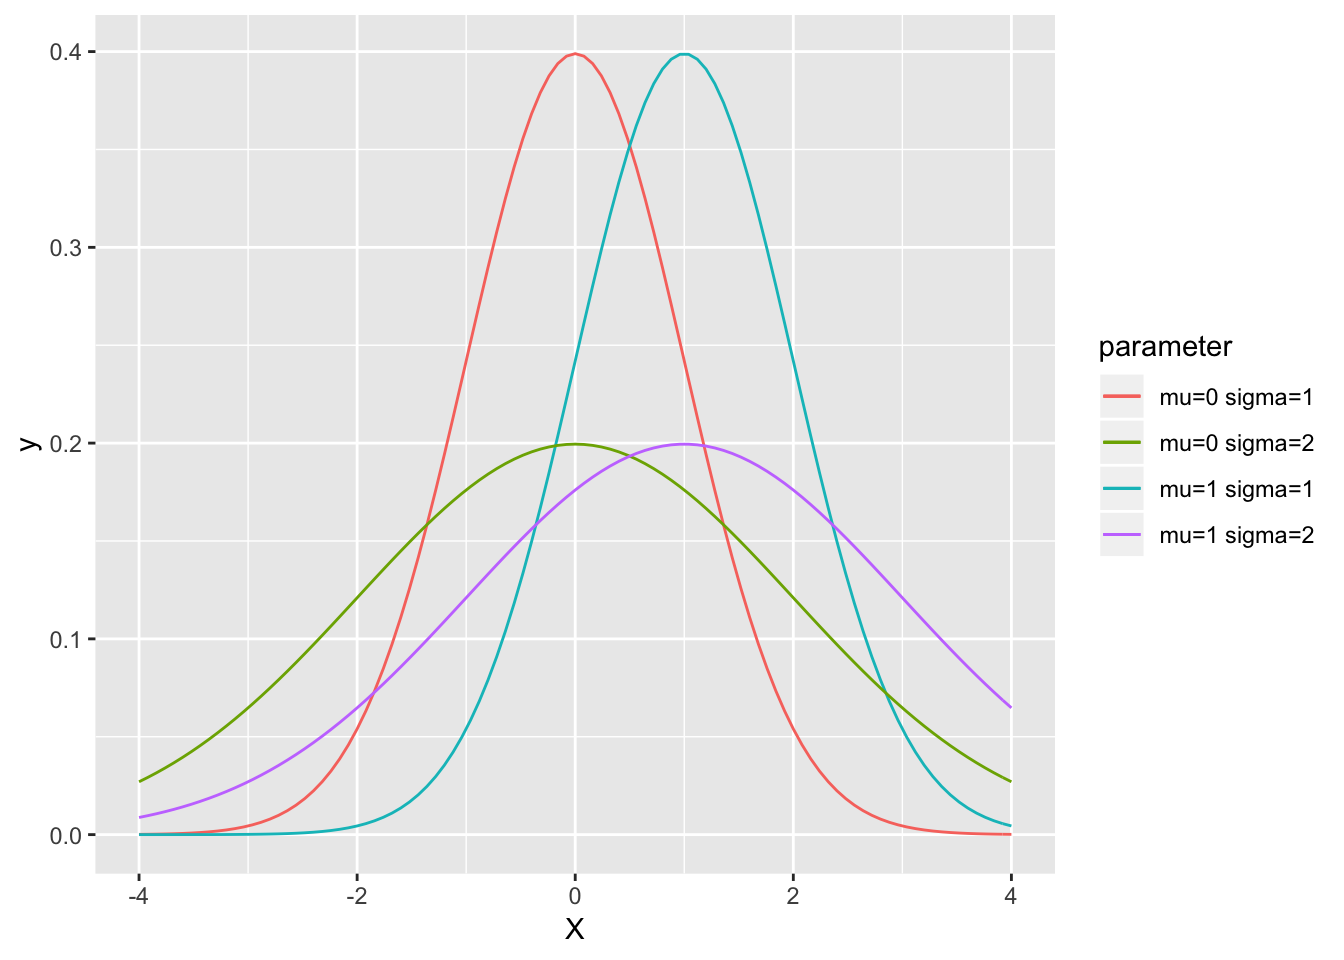 0.4
0.3
0.2
0.1
0.0
y
-4 -2 0 2 4
X
parameter
mu=0 sigma=1
mu=0 sigma=2
mu=1 sigma=1
mu=1 sigma=2